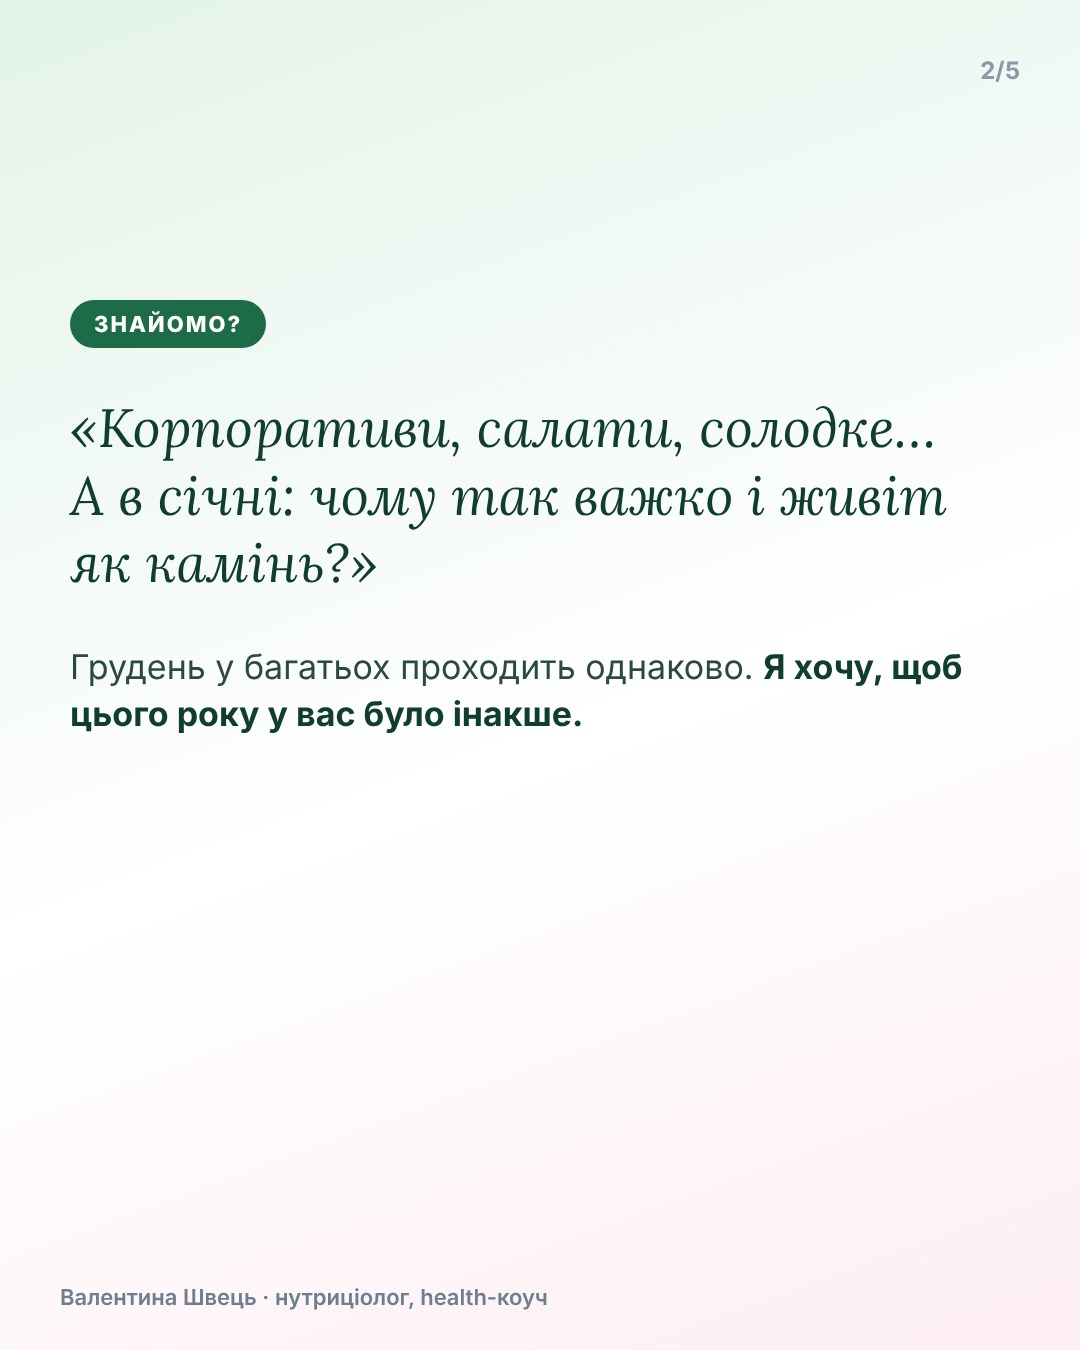 2/5
ЗНАЙОМО?
«Корпоративи, салати, солодке…
А в січні: чому так важко і живіт
як камінь?»
Грудень у багатьох проходить однаково. Я хочу, щоб
цього року у вас було інакше.
Валентина Швець · нутриціолог, health-коуч